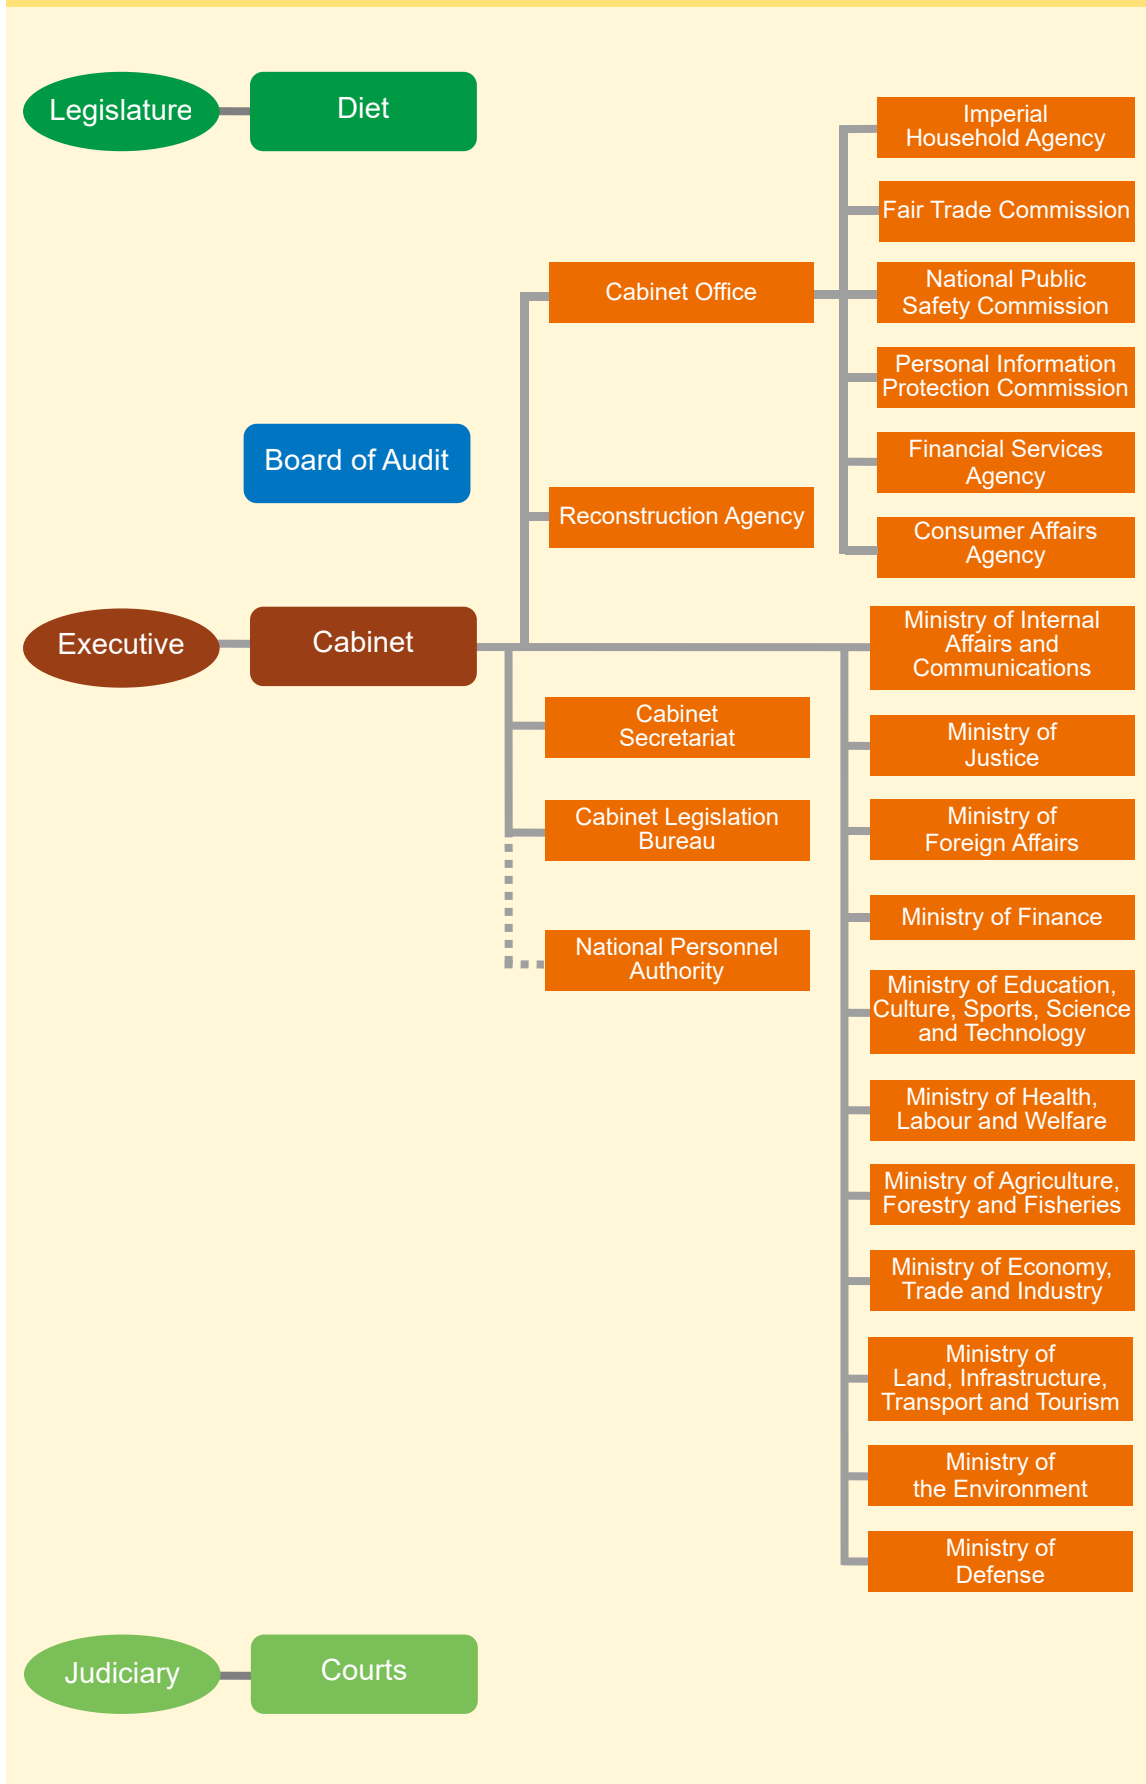 Legislature
Diet
Imperial
Household Agency
Fair Trade Commission
Cabinet Office
National Public
Safety Commission
Personal Information
Protection Commission
Board of Audit
Financial Services
Agency
Reconstruction Agency
Consumer Affairs
Agency
Executive
Cabinet
Ministry of Internal
Affairs and
Communications
Cabinet
Secretariat
Ministry of
Justice
Cabinet Legislation
Bureau
Ministry of
Foreign Affairs
National Personnel
Authority
Ministry of Finance
Ministry of Education,
Culture, Sports, Science
and Technology
Ministry of Health,
Labour and Welfare
Ministry of Agriculture,
Forestry and Fisheries
Ministry of Economy,
Trade and Industry
Ministry of
Land, Infrastructure,
Transport and Tourism
Ministry of
the Environment
Ministry of
Defense
Judiciary
Courts